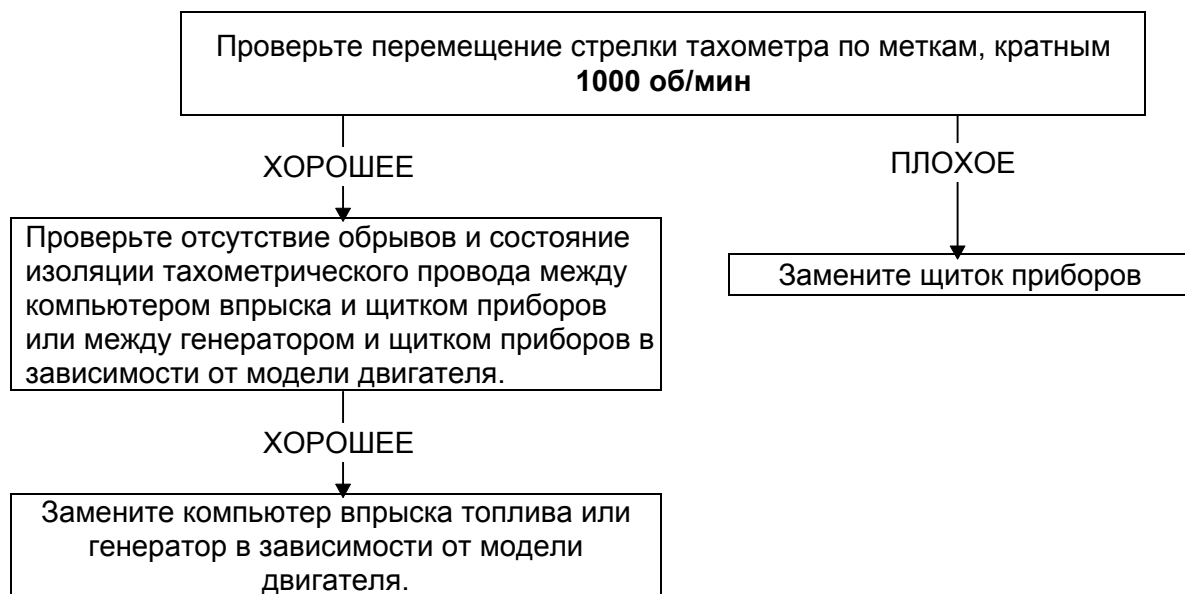 Проверьте перемещение стрелки тахометра по меткам, кратным
1000 об/мин
ХОРОШЕЕ
ПЛОХОЕ
Проверьте отсутствие обрывов и состояние
изоляции тахометрического провода между
компьютером впрыска и щитком приборов
или между генератором и щитком приборов в
зависимости от модели двигателя.
Замените щиток приборов
ХОРОШЕЕ
Замените компьютер впрыска топлива или
генератор в зависимости от модели
двигателя.